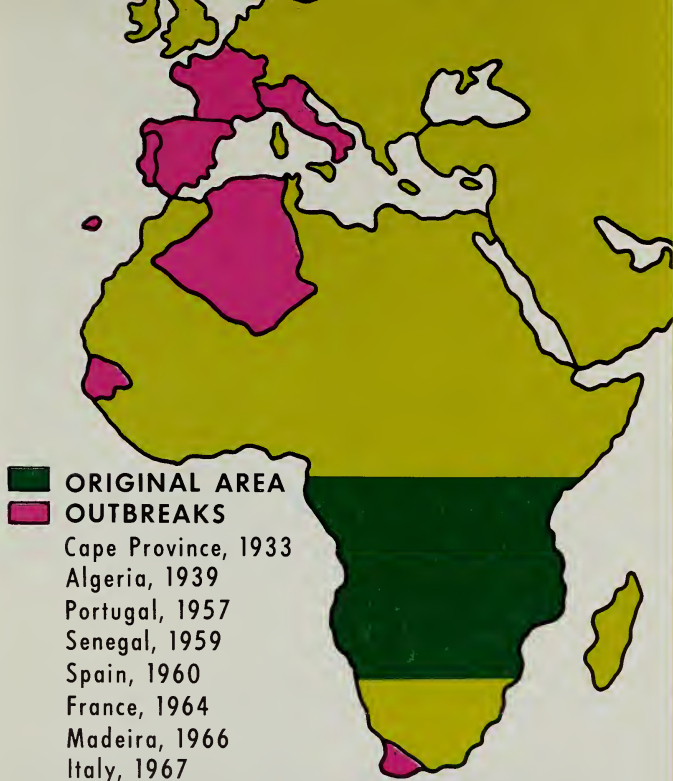 ORIGINAL AREA
OUTBREAKS
Cape Province, 1933
Algeria, 1939
Portugal, 1957
Senegal, 1959
Spain, 1960
France, 1964
Madeira, 1966
Italy, 1967